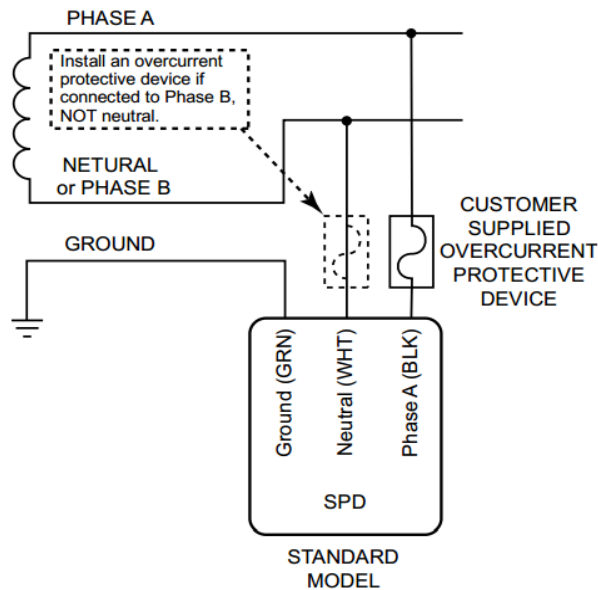 PHASE A
Install an overcurrent
protective device if
connected to Phase B,
NOT neutral.
NETURAL
or PHASE B
GROUND
CUSTOMER
SUPPLIED
OVERCURRENT
PROTECTIVE
DEVICE
Ground (GRN)
Neutral (WHT)
Phase A (BLK)
SPD
STANDARD
MODEL